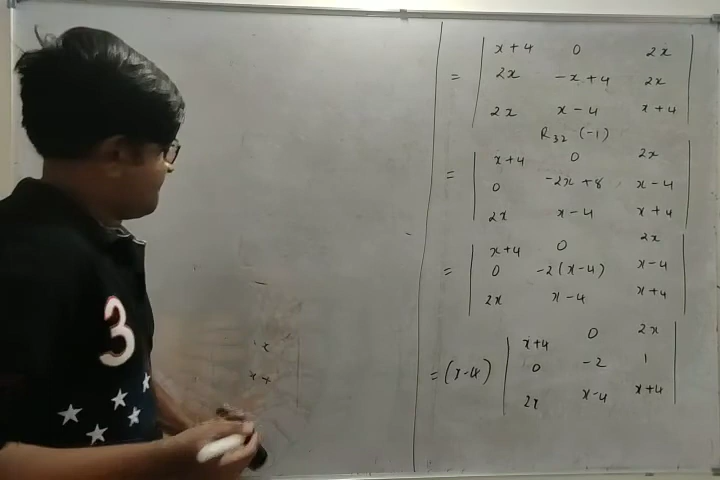 = | x+4 0 2x |
| 2x -x+4 2x |
| 2x x-4 x+4 |
R₃₂ (-1)
= | x+4 0 2x |
| 0 -2x+8 x-4 |
| 2x x-4 x+4 |
= | x+4 0 2x |
| 0 -2(x-4) x-4 |
| 2x x-4 x+4 |
= (x-4) | x+4 0 2x |
| 0 -2 1 |
| 2x x-4 x+4 |
3